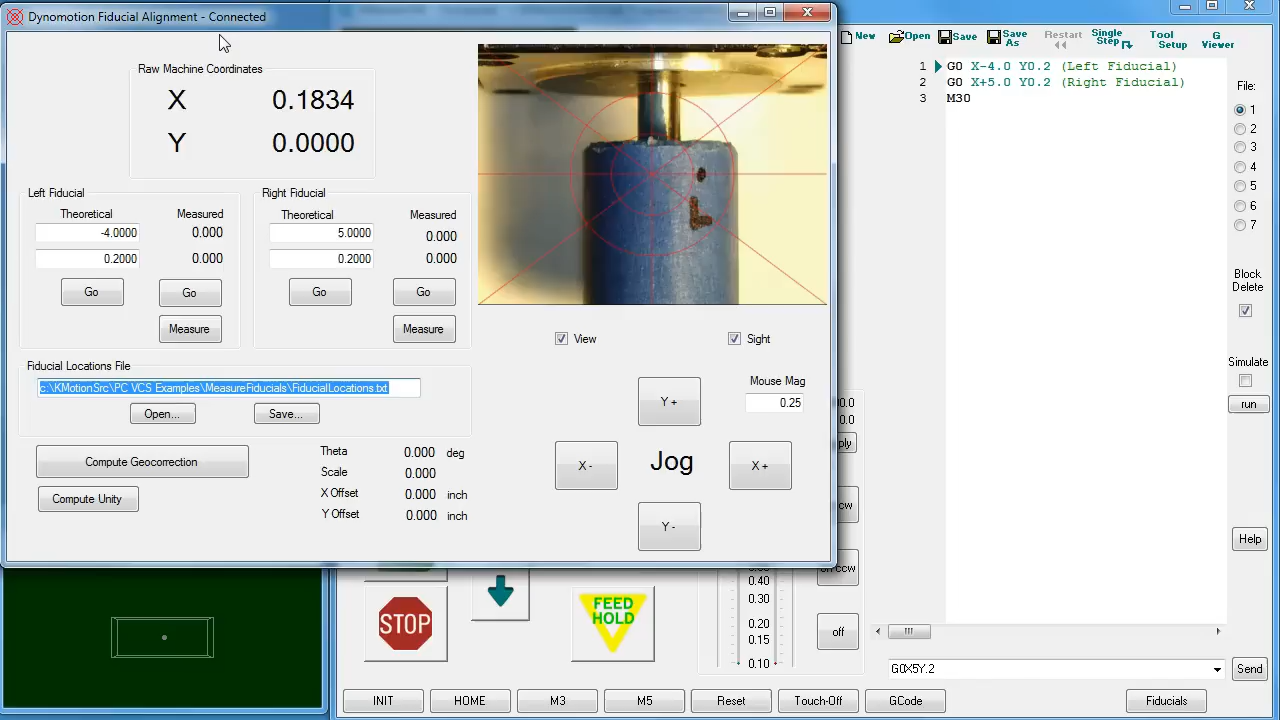 Dynomotion Fiducial Alignment - Connected
Raw Machine Coordinates
X 0.1834
Y 0.0000
Left Fiducial
Theoretical Measured
-4.0000 0.000
0.2000 0.000
Go Go
Measure
Right Fiducial
Theoretical Measured
5.0000 0.000
0.2000 0.000
Go Go
Measure
L
View Sight
Fiducial Locations File
c:\KMotionSrc\PC VCS Examples\MeasureFiducials\FiducialLocations.txt
Open... Save...
Compute Geocorrection
Compute Unity
Theta 0.000 deg
Scale 0.000
X Offset 0.000 inch
Y Offset 0.000 inch
Mouse Mag
0.25
Y +
X - Jog X +
Y -
New Open Save Save As Restart Single Step Tool Setup G Viewer
1 G0 X-4.0 Y0.2 (Left Fiducial)
2 G0 X+5.0 Y0.2 (Right Fiducial)
3 M30
File:
1
2
3
4
5
6
7
Block Delete
Simulate
run
Help
STOP
FEED HOLD
0.40
0.30
0.20
0.15
0.10
off
G0X5Y.2 Send
INIT HOME M3 M5 Reset Touch-Off GCode Fiducials